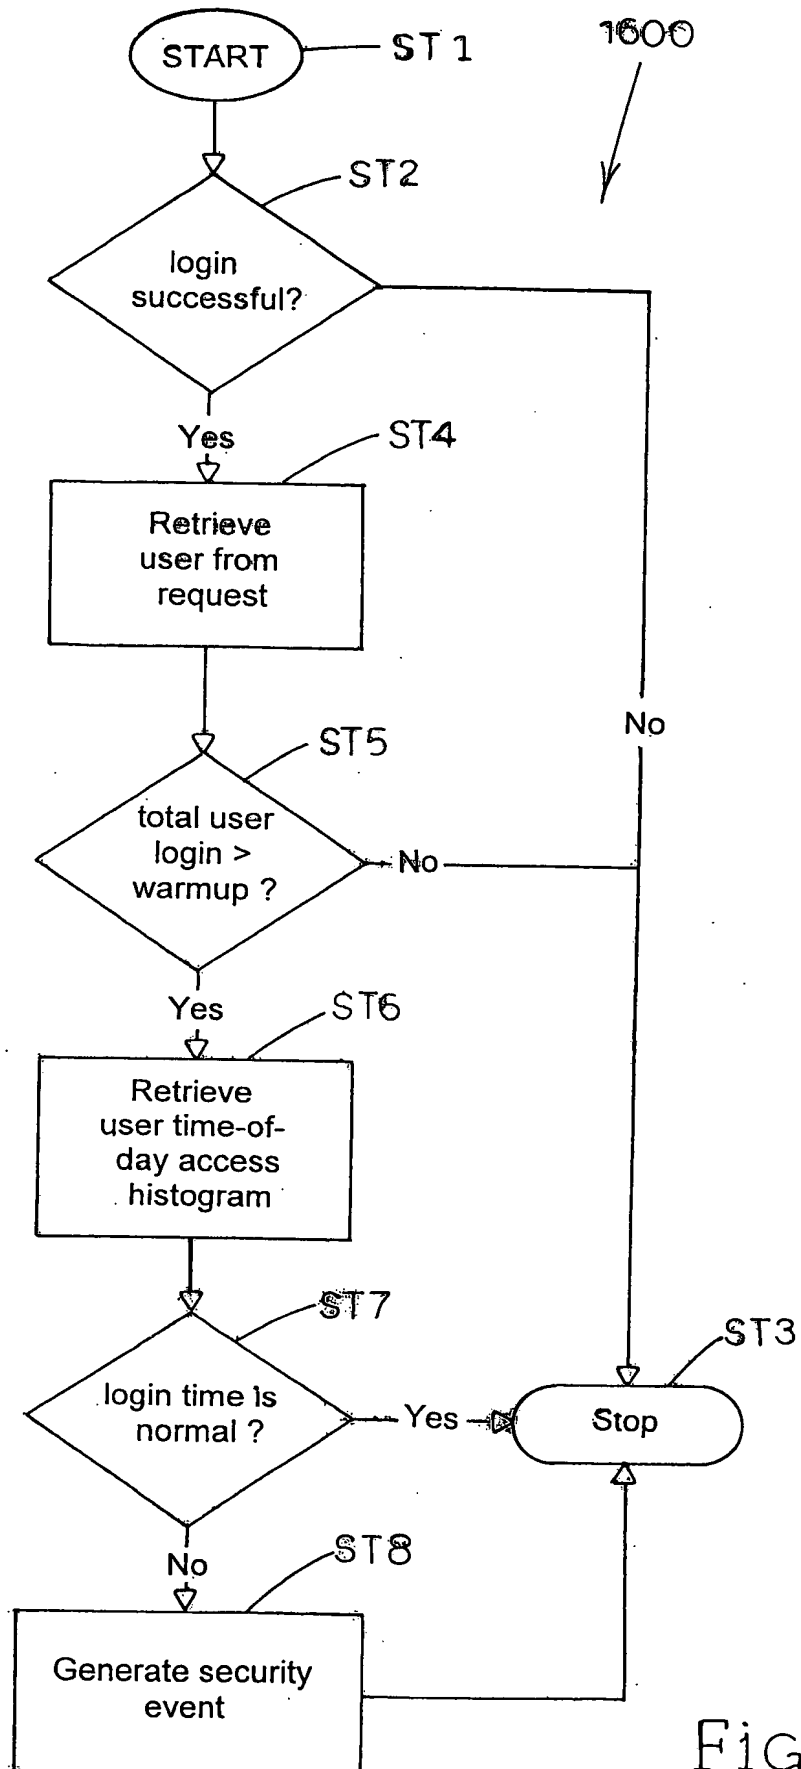 START
ST1
1600
ST2
login
successful?
Yes
ST4
Retrieve
user from
request
No
ST5
total user
login >
warmup ?
No
Yes
ST6
Retrieve
user time-of-
day access
histogram
ST7
ST3
login time is
normal ?
Yes
Stop
No
ST8
Generate security
event
Fig